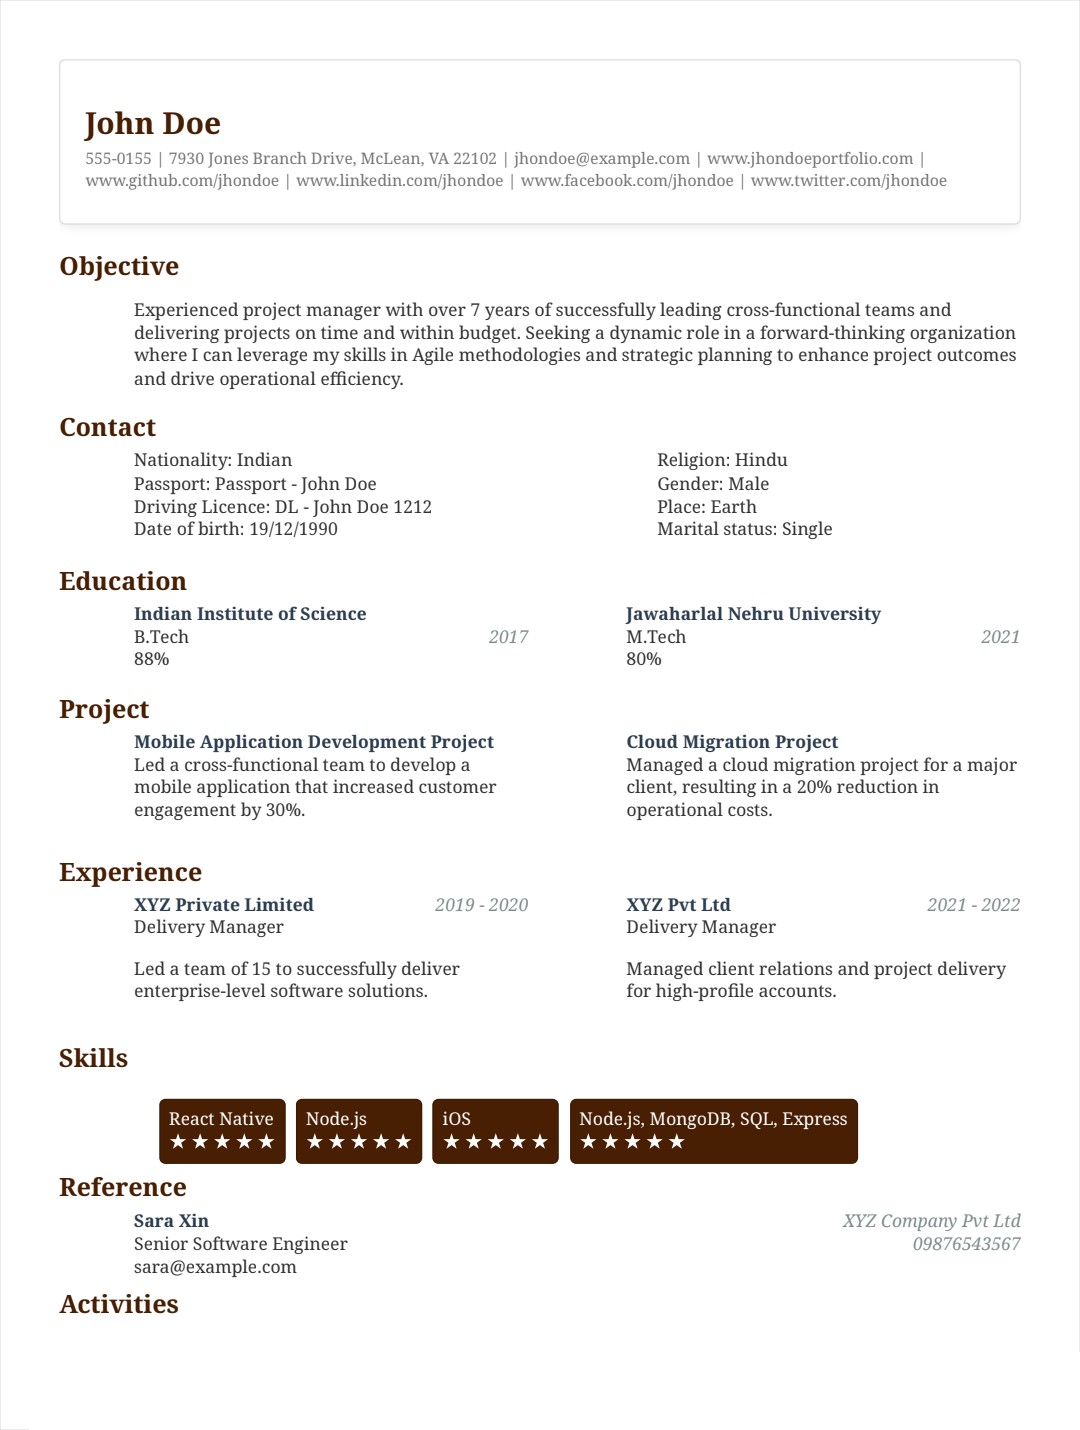 John Doe
555-0155 | 7930 Jones Branch Drive, McLean, VA 22102 | jhondoe@example.com | www.jhondoeportfolio.com |
www.github.com/jhondoe | www.linkedin.com/jhondoe | www.facebook.com/jhondoe | www.twitter.com/jhondoe
Objective
Experienced project manager with over 7 years of successfully leading cross-functional teams and
delivering projects on time and within budget. Seeking a dynamic role in a forward-thinking organization
where I can leverage my skills in Agile methodologies and strategic planning to enhance project outcomes
and drive operational efficiency.
Contact
Nationality: Indian
Passport: Passport - John Doe
Driving Licence: DL - John Doe 1212
Date of birth: 19/12/1990
Religion: Hindu
Gender: Male
Place: Earth
Marital status: Single
Education
Indian Institute of Science
B.Tech 2017
88%
Jawaharlal Nehru University
M.Tech 2021
80%
Project
Mobile Application Development Project
Led a cross-functional team to develop a
mobile application that increased customer
engagement by 30%.
Cloud Migration Project
Managed a cloud migration project for a major
client, resulting in a 20% reduction in
operational costs.
Experience
XYZ Private Limited 2019 - 2020
Delivery Manager
Led a team of 15 to successfully deliver
enterprise-level software solutions.
XYZ Pvt Ltd 2021 - 2022
Delivery Manager
Managed client relations and project delivery
for high-profile accounts.
Skills
React Native
★ ★ ★ ★ ★
Node.js
★ ★ ★ ★ ★
iOS
★ ★ ★ ★ ★
Node.js, MongoDB, SQL, Express
★ ★ ★ ★ ★
Reference
Sara Xin XYZ Company Pvt Ltd
Senior Software Engineer 09876543567
sara@example.com
Activities